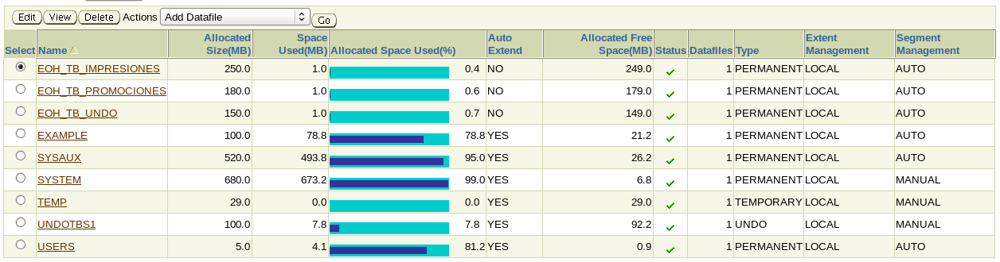 Edit View Delete Actions Add Datafile Go
Select Name Allocated Size(MB) Space Used(MB) Allocated Space Used(%) Auto Extend Allocated Free Space(MB) Status Datafiles Type Extent Management Segment Management
EOH_TB_IMPRESIONES 250.0 1.0 0.4 NO 249.0 1 PERMANENT LOCAL AUTO
EOH_TB_PROMOCIONES 180.0 1.0 0.6 NO 179.0 1 PERMANENT LOCAL AUTO
EOH_TB_UNDO 150.0 1.0 0.7 NO 149.0 1 PERMANENT LOCAL AUTO
EXAMPLE 100.0 78.8 78.8 YES 21.2 1 PERMANENT LOCAL AUTO
SYSAUX 520.0 493.8 95.0 YES 26.2 1 PERMANENT LOCAL AUTO
SYSTEM 680.0 673.2 99.0 YES 6.8 1 PERMANENT LOCAL MANUAL
TEMP 29.0 0.0 0.0 YES 29.0 1 TEMPORARY LOCAL MANUAL
UNDOTBS1 100.0 7.8 7.8 YES 92.2 1 UNDO LOCAL MANUAL
USERS 5.0 4.1 81.2 YES 0.9 1 PERMANENT LOCAL AUTO